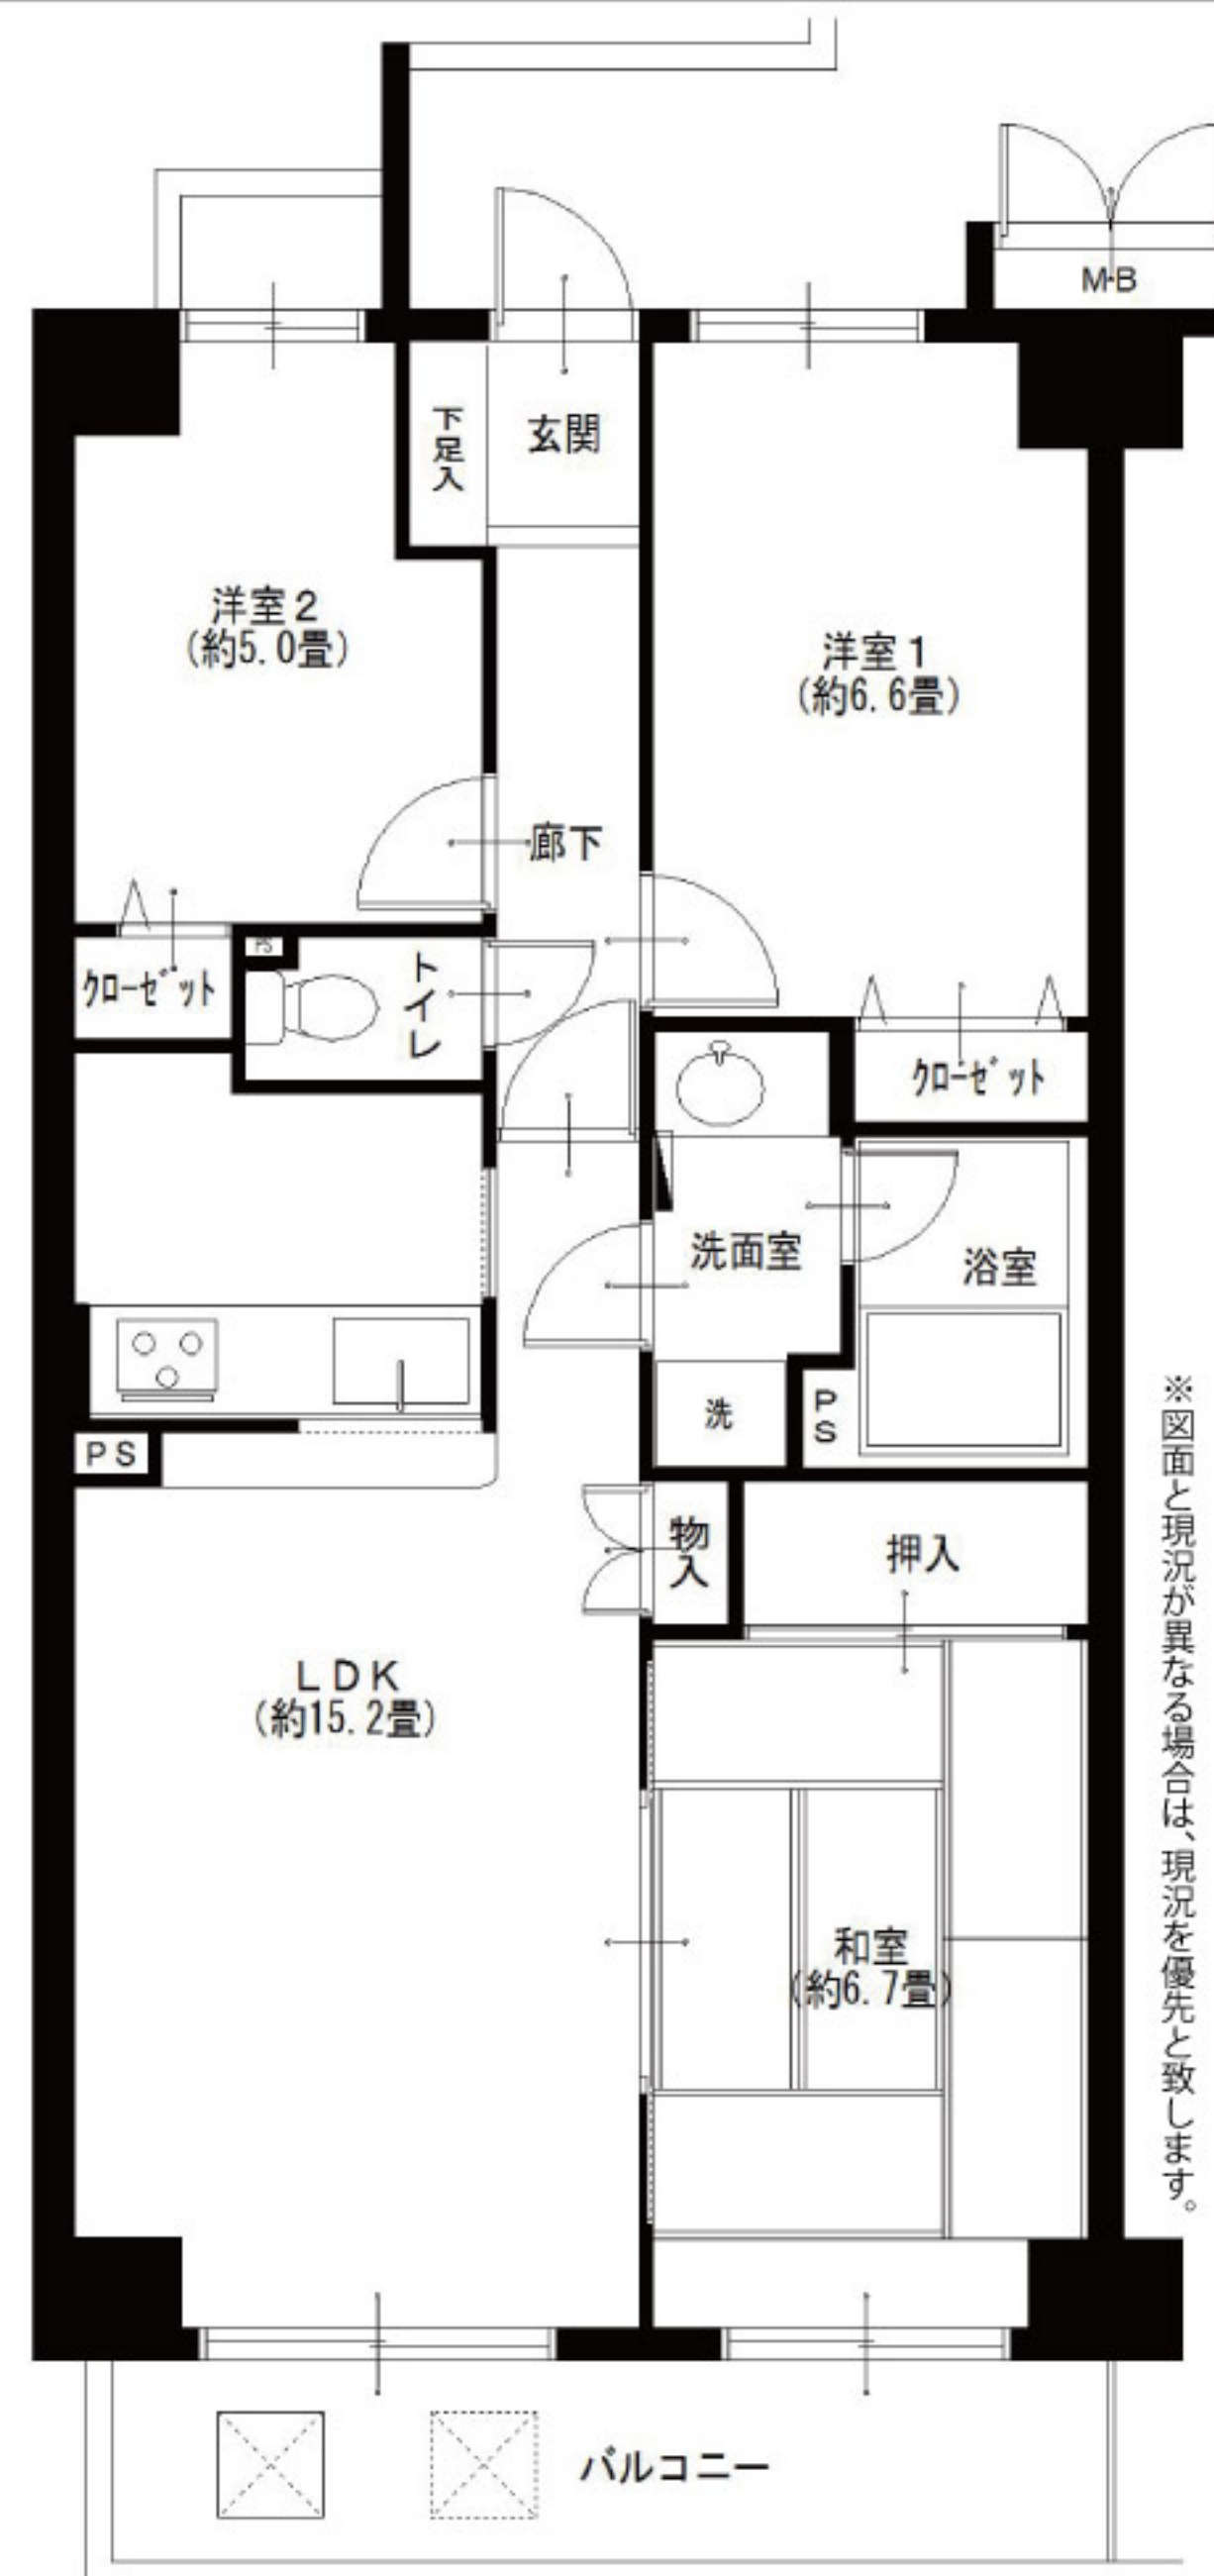 M・B
玄関
下足入
洋室2
(約5.0畳)
洋室1
(約6.6畳)
廊下
PS
トイレ
クローゼット
クローゼット
洗面室
浴室
洗
PS
PS
物入
押入
LDK
(約15.2畳)
和室
(約6.7畳)
バルコニー
※図面と現況が異なる場合は、現況を優先と致します。